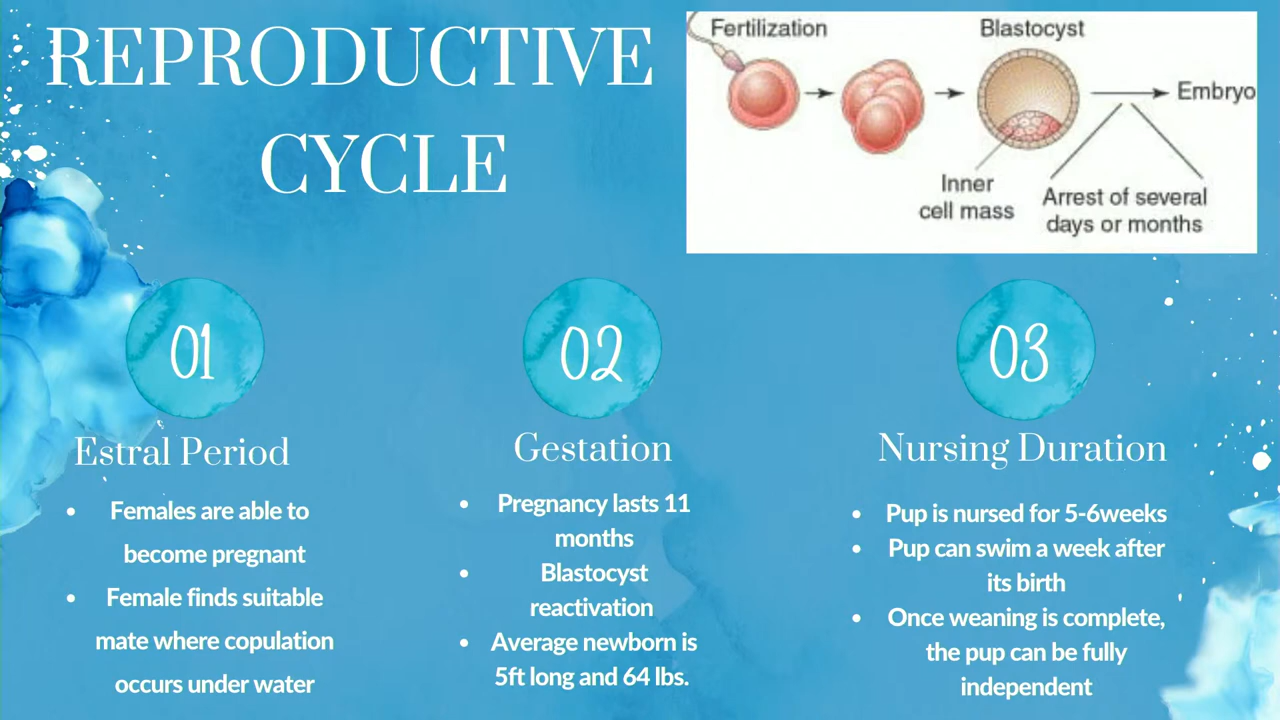 REPRODUCTIVE
CYCLE
Fertilization
Blastocyst
Embryo
Inner
cell mass
Arrest of several
days or months
01
Estral Period
• Females are able to
become pregnant
• Female finds suitable
mate where copulation
occurs under water
02
Gestation
• Pregnancy lasts 11
months
• Blastocyst
reactivation
• Average newborn is
5ft long and 64 lbs.
03
Nursing Duration
• Pup is nursed for 5-6weeks
• Pup can swim a week after
its birth
• Once weaning is complete,
the pup can be fully
independent